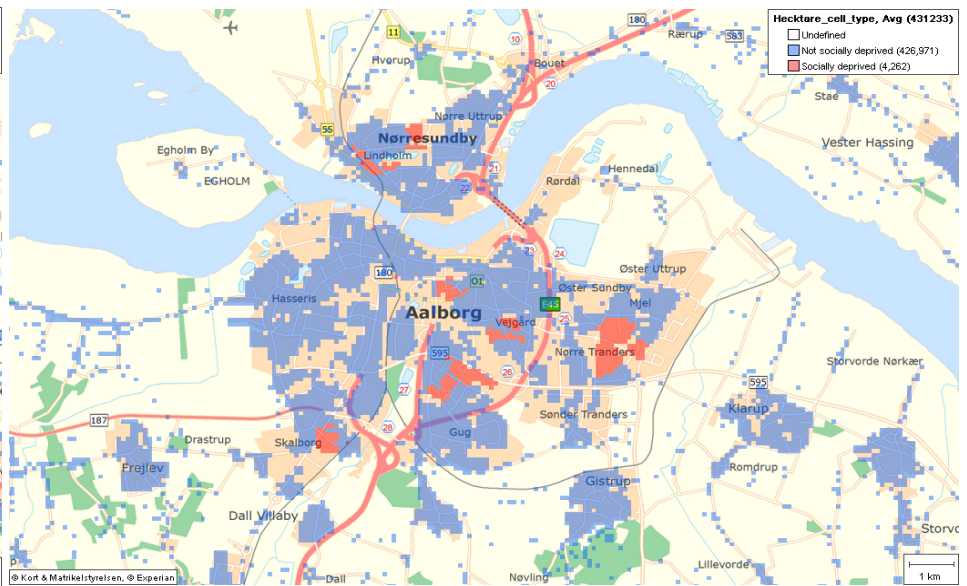 Hecktare_cell_type, Avg (431233)
Undefined
Not socially deprived (426,971)
Socially deprived (4,262)
180
Rærup
583
11
10
Hvorup
Bouet
20
Stae
Nørre Uttrup
55
Nørresundby
Vester Hassing
Egholm By
Lindholm
21
Hennedal
EGHOLM
22
Rørdal
23
24
180
Øster Uttrup
01
Øster Sundby
Hasseris
E45
Mjel
Aalborg
Vejgård
25
595
Nørre Tranders
Storvorde Nørkær
26
595
27
Klarup
187
28
Sønder Tranders
Drastrup
Skalborg
Gug
Frejlev
Romdrup
Gistrup
Dall Villaby
Storvo
Lillevorde
Dall
Nøvling
© Kort & Matrikelstyrelsen, © Experian
1 km